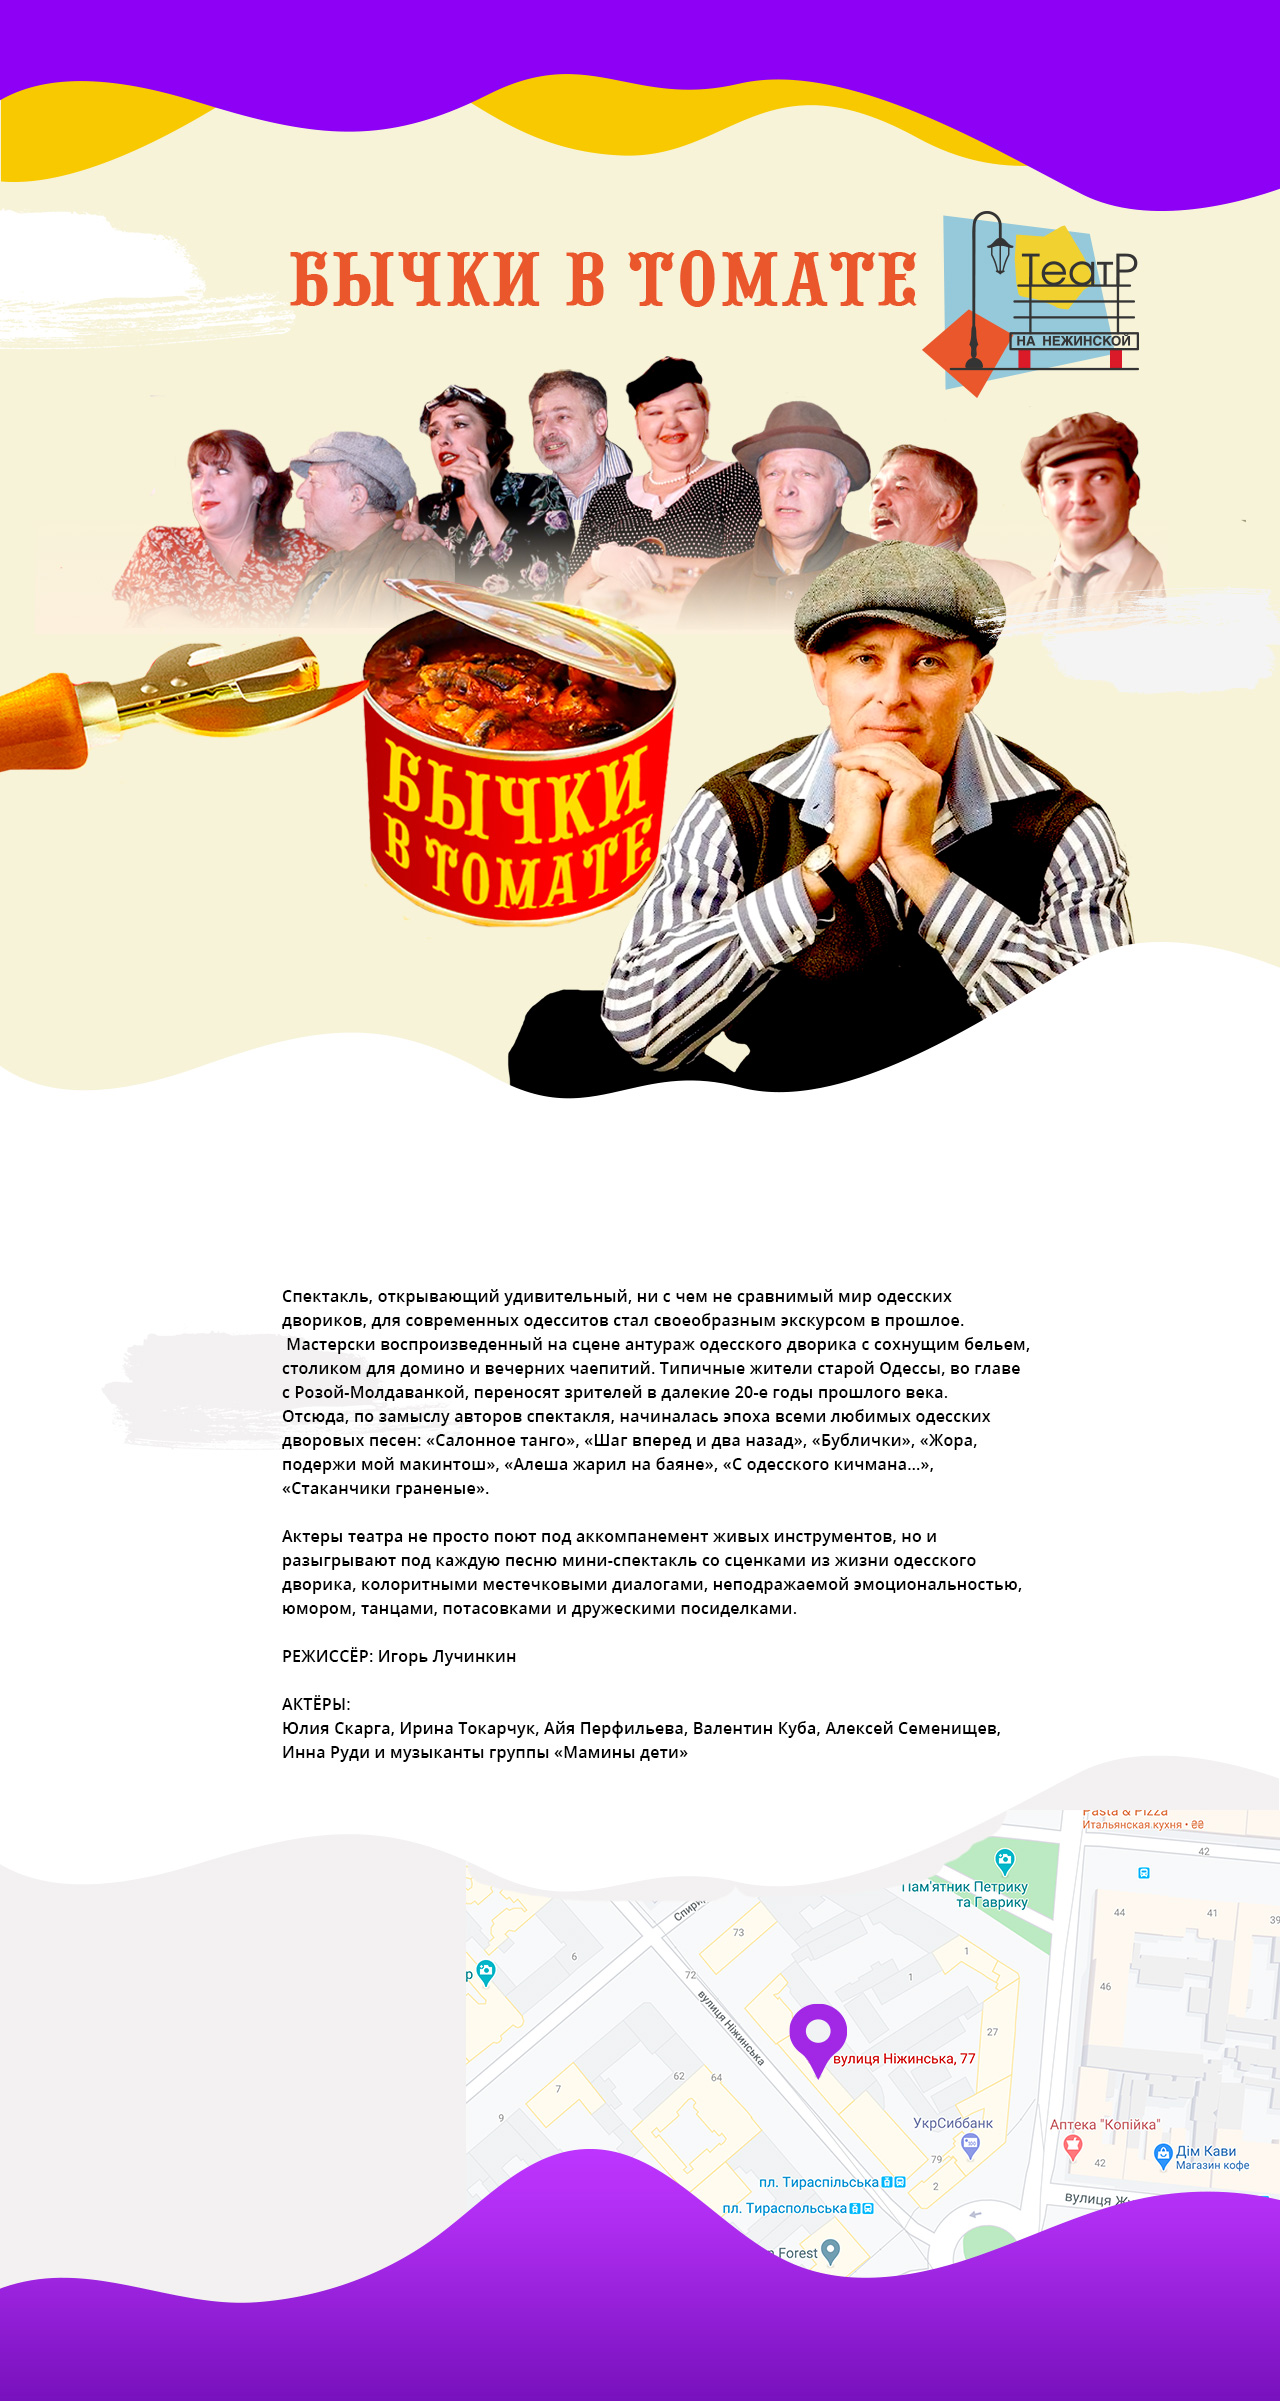 БЫЧКИ В ТОМАТЕ
ТеатР
НА НЕЖИНСКОЙ
БЫЧКИ
В ТОМАТЕ
Спектакль, открывающий удивительный, ни с чем не сравнимый мир одесских
двориков, для современных одесситов стал своеобразным экскурсом в прошлое.
Мастерски воспроизведенный на сцене антураж одесского дворика с сохнущим бельем,
столиком для домино и вечерних чаепитий. Типичные жители старой Одессы, во главе
с Розой-Молдаванкой, переносят зрителей в далекие 20-е годы прошлого века.
Отсюда, по замыслу авторов спектакля, начиналась эпоха всеми любимых одесских
дворовых песен: «Салонное танго», «Шаг вперед и два назад», «Бублички», «Жора,
подержи мой макинтош», «Алеша жарил на баяне», «С одесского кичмана...»,
«Стаканчики граненые».
Актеры театра не просто поют под аккомпанемент живых инструментов, но и
разыгрывают под каждую песню мини-спектакль со сценками из жизни одесского
дворика, колоритными местечковыми диалогами, неподражаемой эмоциональностью,
юмором, танцами, потасовками и дружескими посиделками.
РЕЖИССЁР: Игорь Лучинкин
АКТЁРЫ:
Юлия Скарга, Ирина Токарчук, Айя Перфильева, Валентин Куба, Алексей Семенищев,
Инна Руди и музыканты группы «Мамины дети»
Pasta & Pizza
Итальянская кухня • ₴₴
42
Пам'ятник Петрику
та Гаврику
44
41
39
73
6
1
72
1
46
р
вулиця Ніжинська
27
вулиця Ніжинська, 77
62
64
7
9
УкрСиббанк
Аптека "Копійка"
79
42
Дім Кави
Магазин кофе
пл. Тираспільська
2
пл. Тираспольська
вулиця
Forest